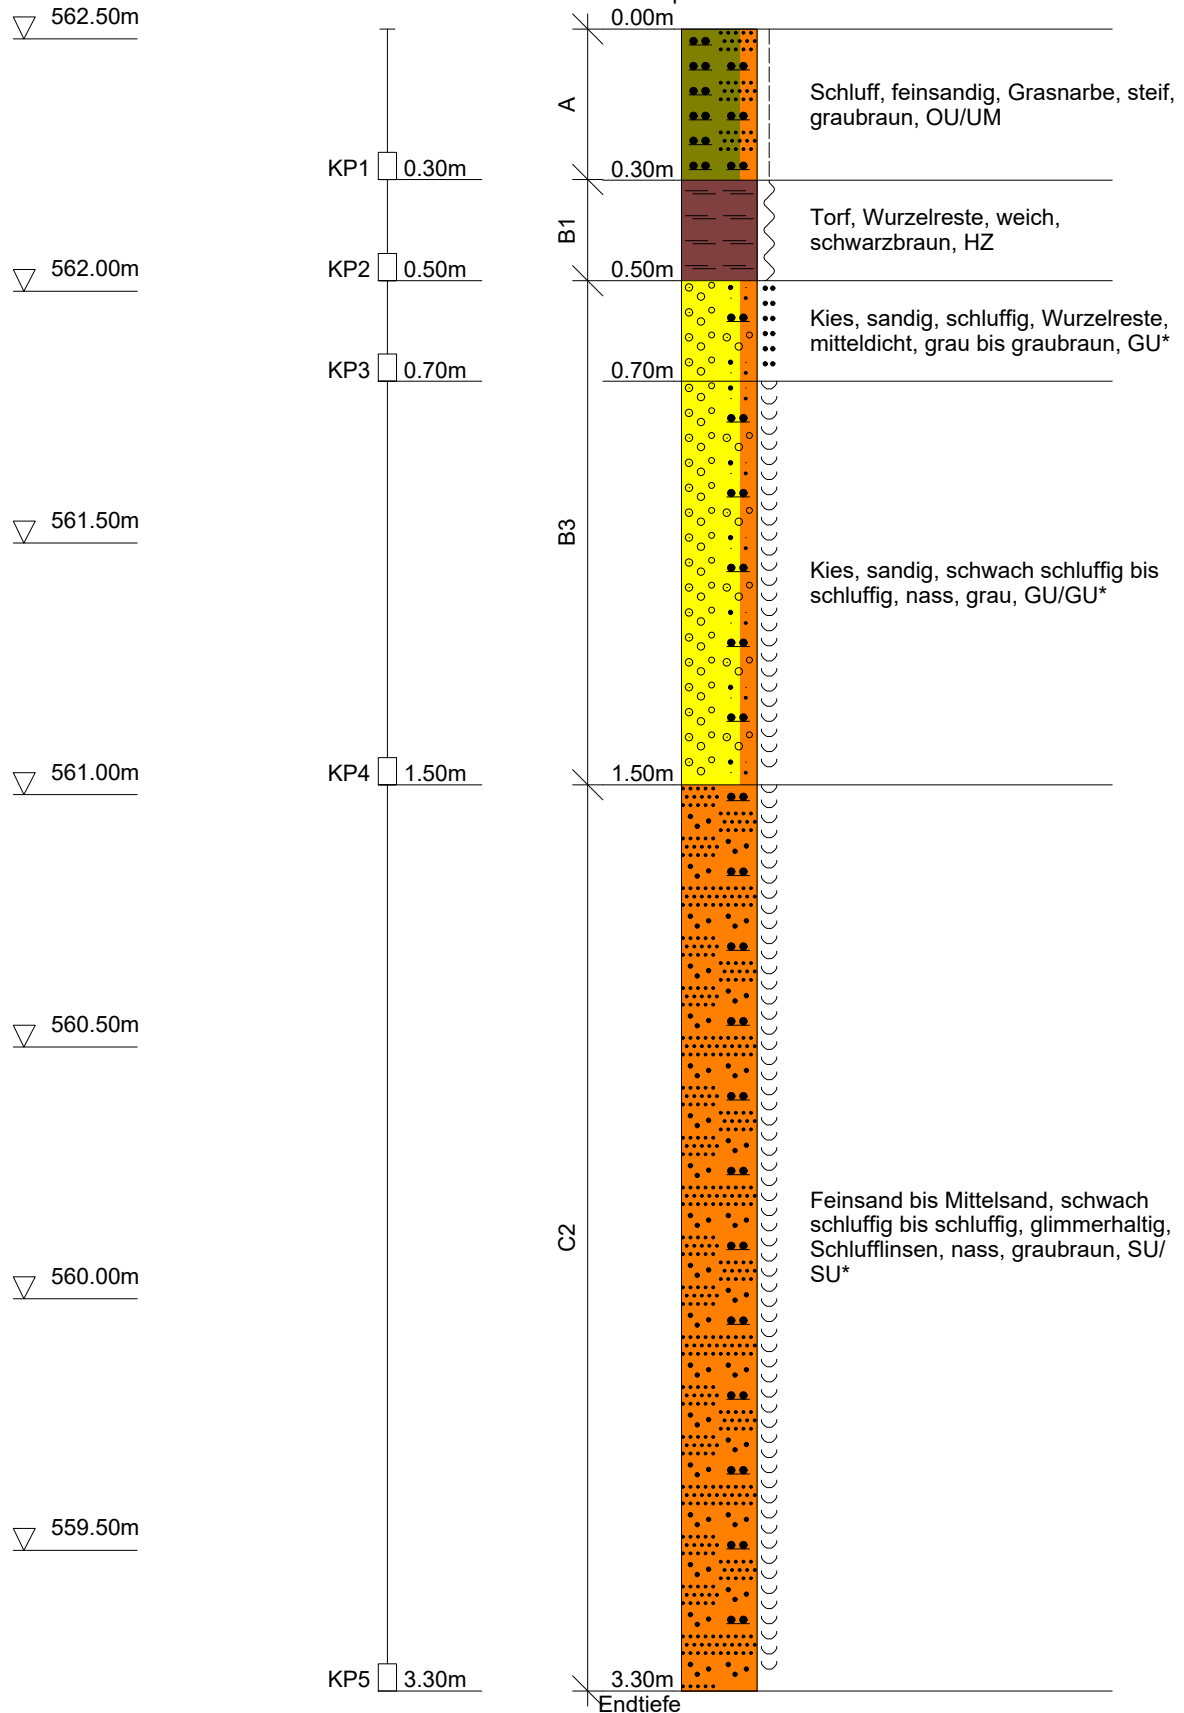 562.50m
0.00m
A
Schluff, feinsandig, Grasnarbe, steif,
graubraun, OU/UM
KP1 0.30m
0.30m
B1
Torf, Wurzelreste, weich,
schwarzbraun, HZ
562.00m
KP2 0.50m
0.50m
Kies, sandig, schluffig, Wurzelreste,
mitteldicht, grau bis graubraun, GU*
KP3 0.70m
0.70m
561.50m
B3
Kies, sandig, schwach schluffig bis
schluffig, nass, grau, GU/GU*
561.00m
KP4 1.50m
1.50m
560.50m
C2
Feinsand bis Mittelsand, schwach
schluffig bis schluffig, glimmerhaltig,
Schlufflinsen, nass, graubraun, SU/
SU*
560.00m
559.50m
KP5 3.30m
3.30m
Endtiefe